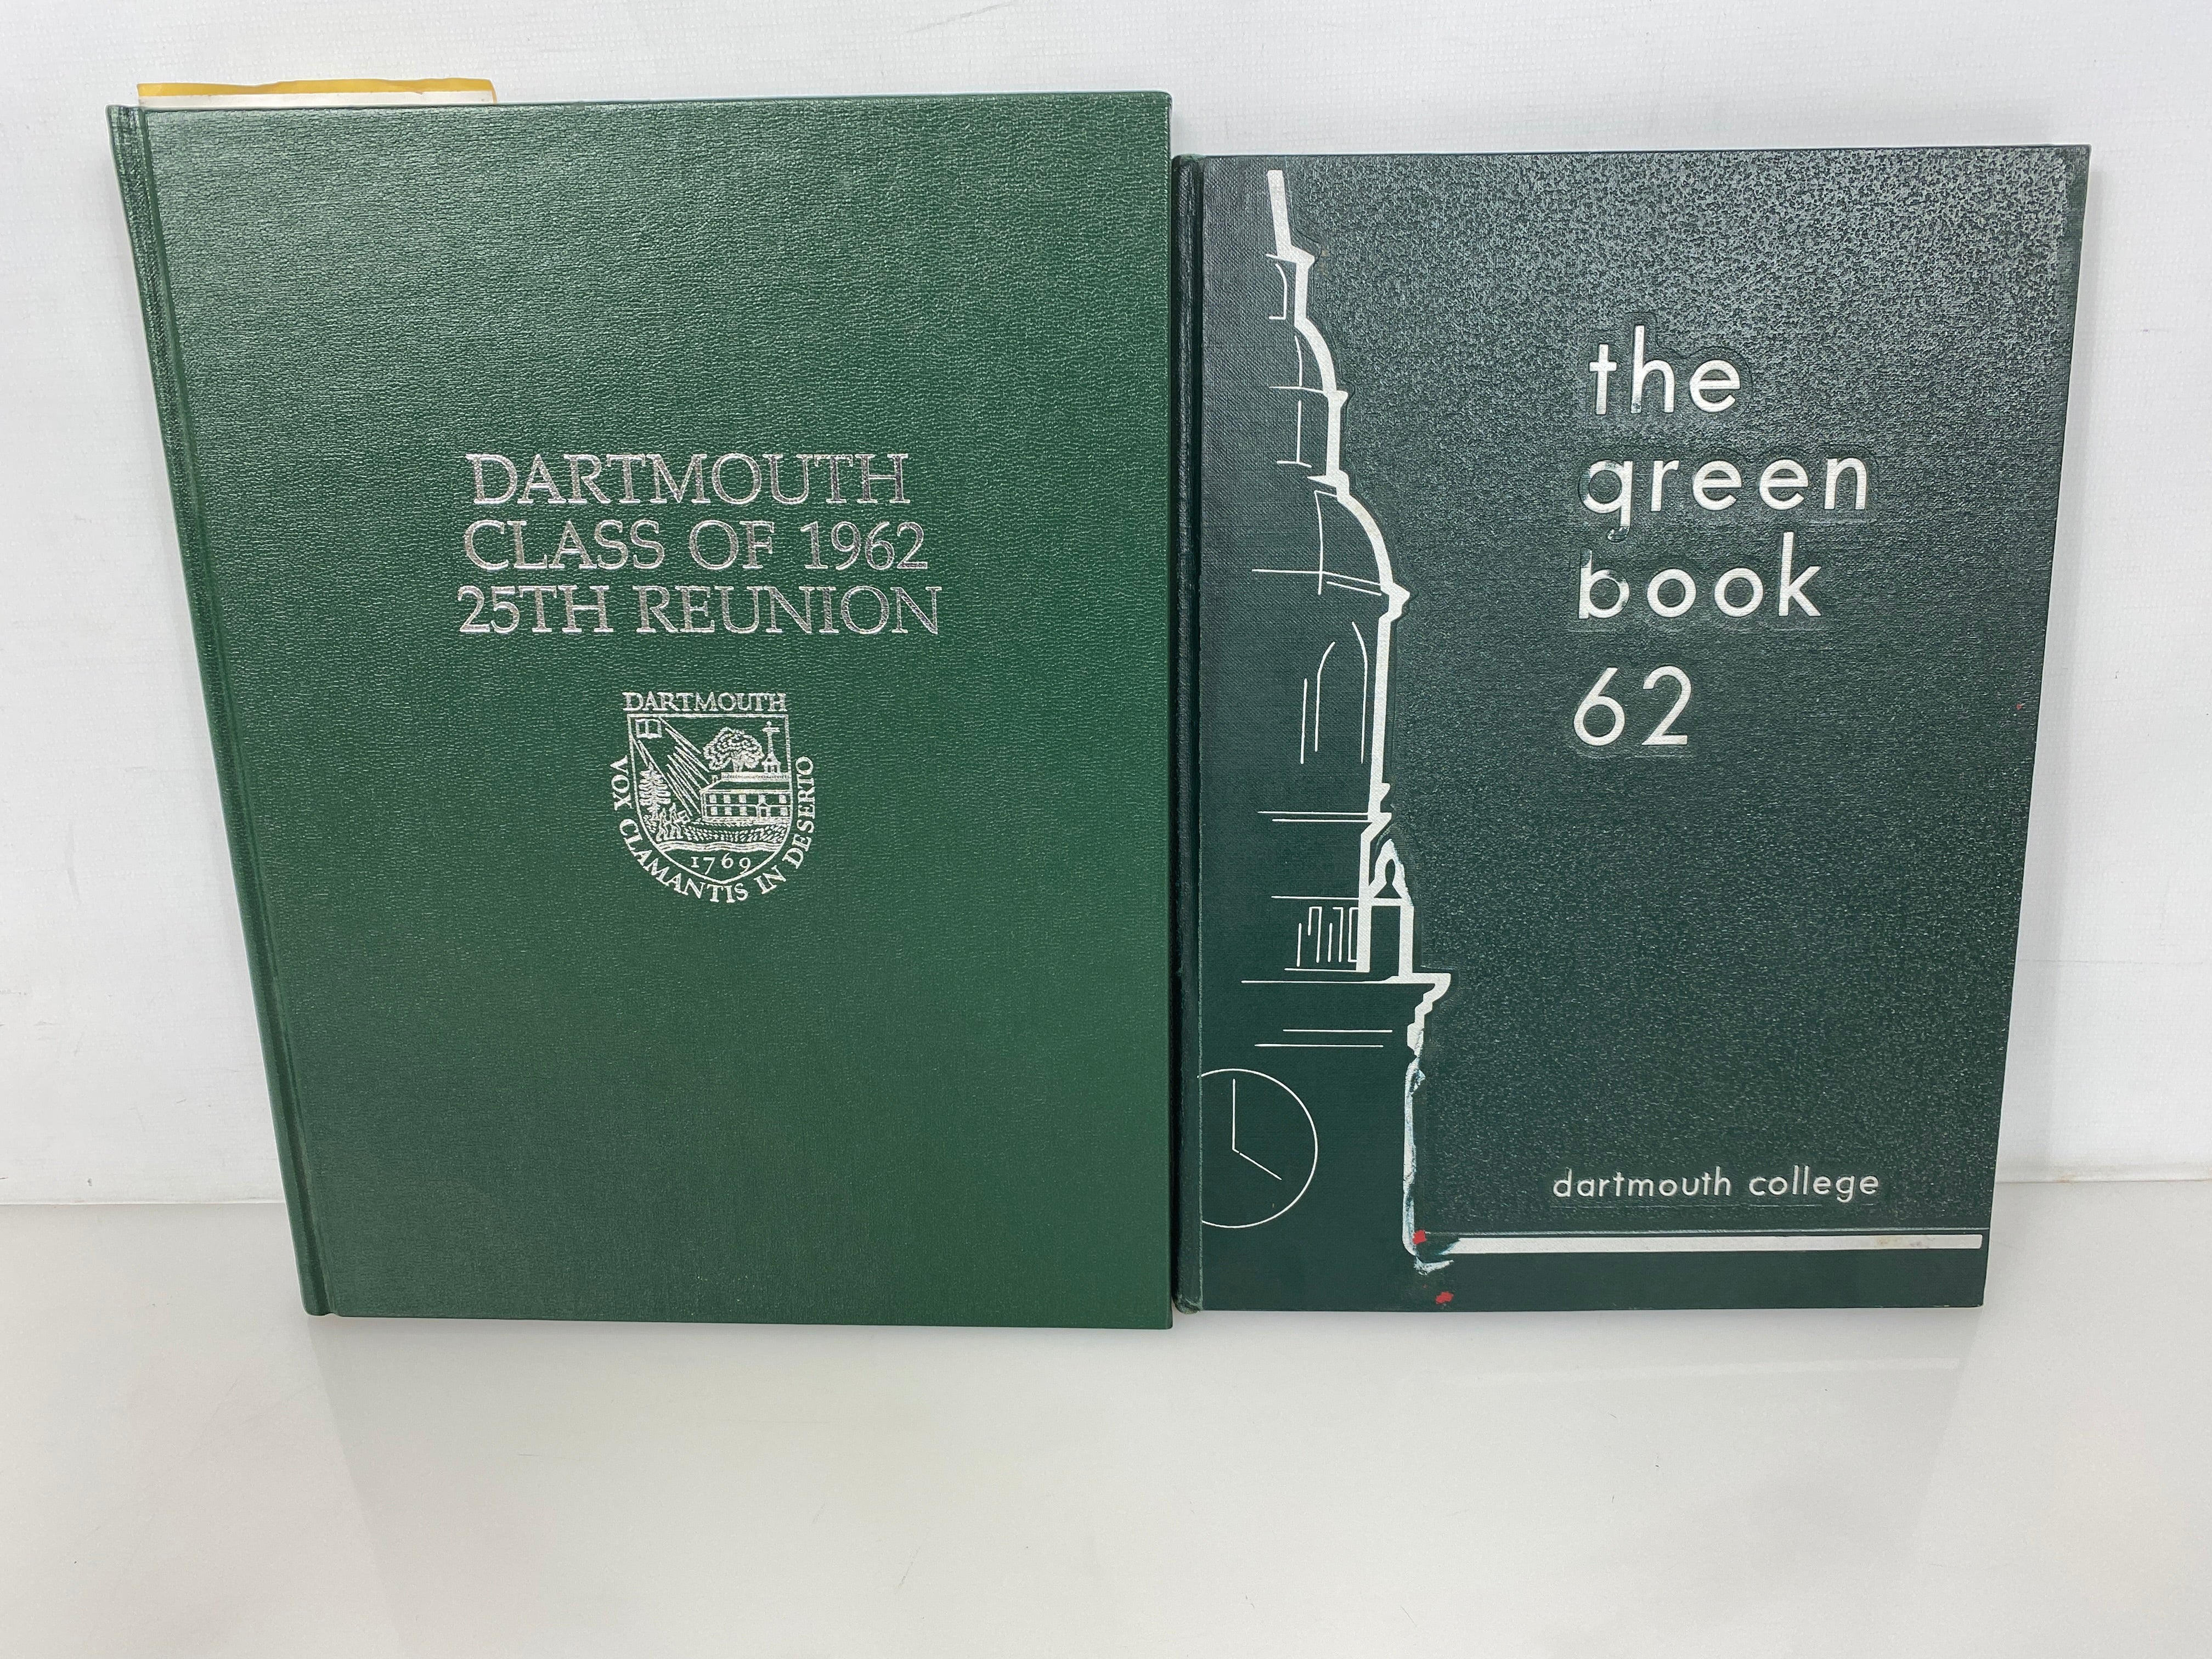 DARTMOUTH
CLASS OF 1962
25TH REUNION
DARTMOUTH
1769
VOX CLAMANTIS IN DESERTO
the
green
book
62
dartmouth college